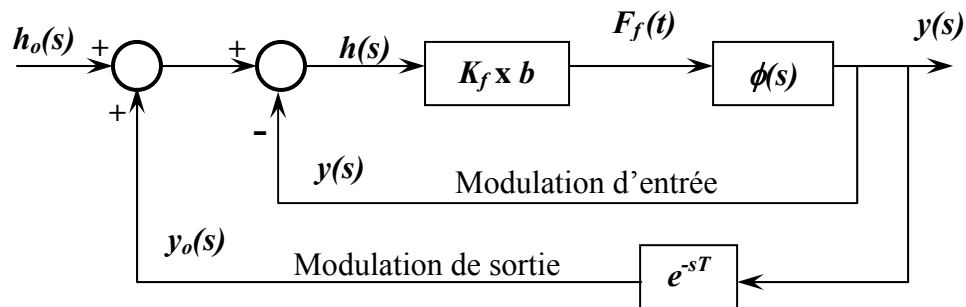 h_o(s)
+
+
+
-
h(s)
K_f x b
F_f(t)
ϕ(s)
y(s)
y(s)
Modulation d’entrée
y_o(s)
Modulation de sortie
e^{-sT}